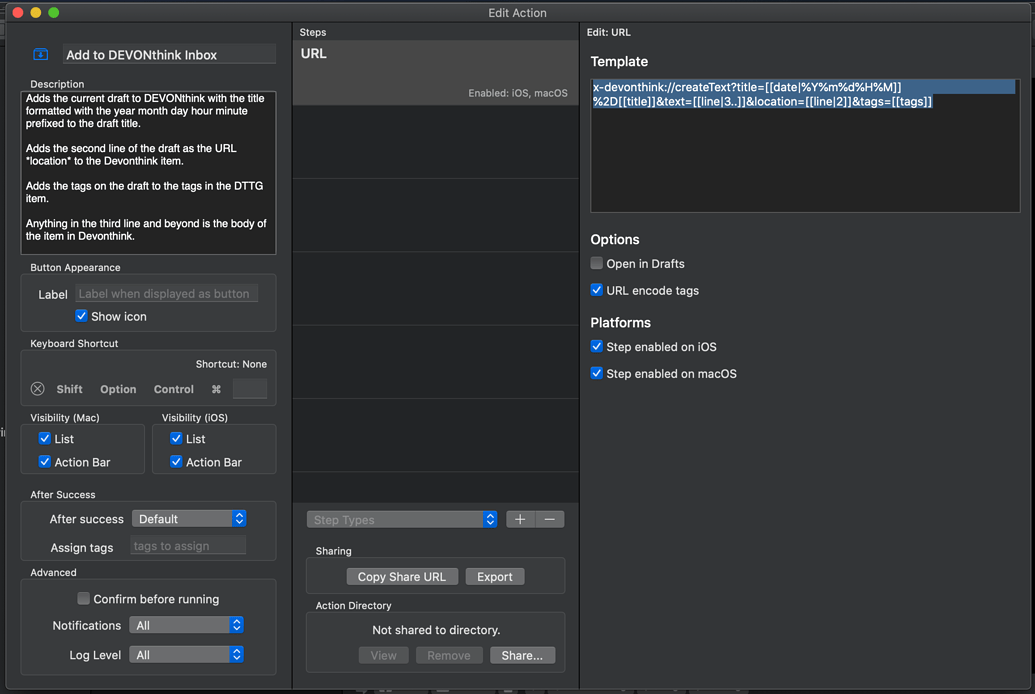 Edit Action
Add to DEVONthink Inbox
Description
Adds the current draft to DEVONthink with the title
formatted with the year month day hour minute
prefixed to the draft title.
Adds the second line of the draft as the URL
*location* to the Devonthink item.
Adds the tags on the draft to the tags in the DTTG
item.
Anything in the third line and beyond is the body of
the item in Devonthink.
Button Appearance
Label
Label when displayed as button
Show icon
Keyboard Shortcut
Shortcut: None
Shift Option Control ⌘
Visibility (Mac)
List
Action Bar
Visibility (iOS)
List
Action Bar
After Success
After success
Default
Assign tags
tags to assign
Advanced
Confirm before running
Notifications
All
Log Level
All
Steps
URL
Enabled: iOS, macOS
Step Types
+ −
Sharing
Copy Share URL
Export
Action Directory
Not shared to directory.
View
Remove
Share...
Edit: URL
Template
x-devonthink://createText?title=[[date|%Y%m%d%H%M]]
%2D[[title]]&text=[[line|3..]]&location=[[line|2]]&tags=[[tags]]
Options
Open in Drafts
URL encode tags
Platforms
Step enabled on iOS
Step enabled on macOS